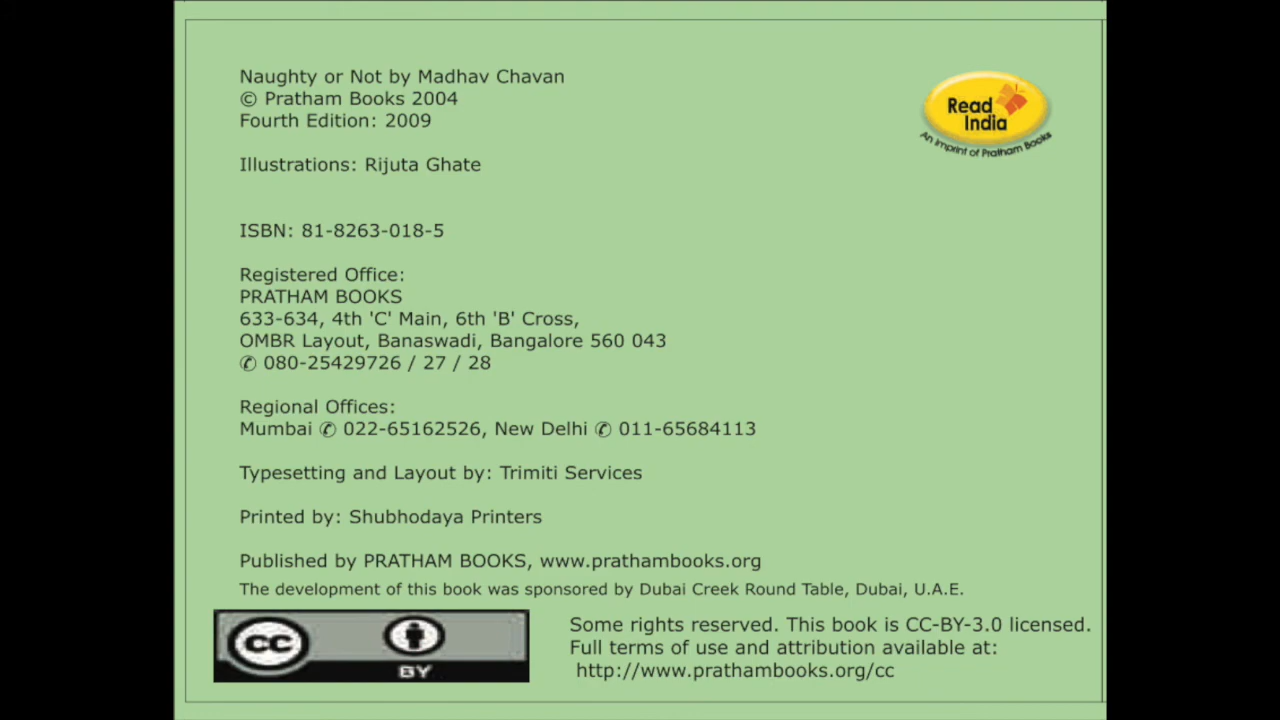 Naughty or Not by Madhav Chavan
© Pratham Books 2004
Fourth Edition: 2009
Read
India
An Imprint of Pratham Books
Illustrations: Rijuta Ghate
ISBN: 81-8263-018-5
Registered Office:
PRATHAM BOOKS
633-634, 4th 'C' Main, 6th 'B' Cross,
OMBR Layout, Banaswadi, Bangalore 560 043
✆ 080-25429726 / 27 / 28
Regional Offices:
Mumbai ✆ 022-65162526, New Delhi ✆ 011-65684113
Typesetting and Layout by: Trimiti Services
Printed by: Shubhodaya Printers
Published by PRATHAM BOOKS, www.prathambooks.org
The development of this book was sponsored by Dubai Creek Round Table, Dubai, U.A.E.
cc
BY
Some rights reserved. This book is CC-BY-3.0 licensed.
Full terms of use and attribution available at:
http://www.prathambooks.org/cc